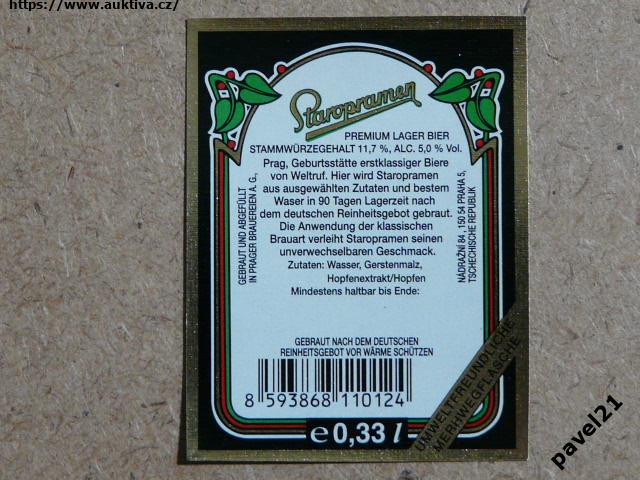 https://www.auktiva.cz/
Staropramen
PREMIUM LAGER BIER
STAMMWÜRZEGEHALT 11,7 %, ALC. 5,0 % Vol.
Prag, Geburtsstätte erstklassiger Biere
von Weltruf. Hier wird Staropramen
aus ausgewählten Zutaten und bestem
Waser in 90 Tagen Lagerzeit nach
dem deutschen Reinheitsgebot gebraut.
Die Anwendung der klassischen
Brauart verleiht Staropramen seinen
unverwechselbaren Geschmack.
Zutaten: Wasser, Gerstenmalz,
Hopfenextrakt/Hopfen
Mindestens haltbar bis Ende:
GEBRAUT UND ABGEFÜLLT
IN PRAGER BRAUEREIEN A. G.,
NÁDRAŽNÍ 84, 150 54 PRAHA 5,
TSCHECHISCHE REPUBLIK
GEBRAUT NACH DEM DEUTSCHEN
REINHEITSGEBOT VOR WÄRME SCHÜTZEN
8 593868 110124
e 0,33 l
UMWELTFREUNDLICHE
MERHWEGFLASCHE
pavel21